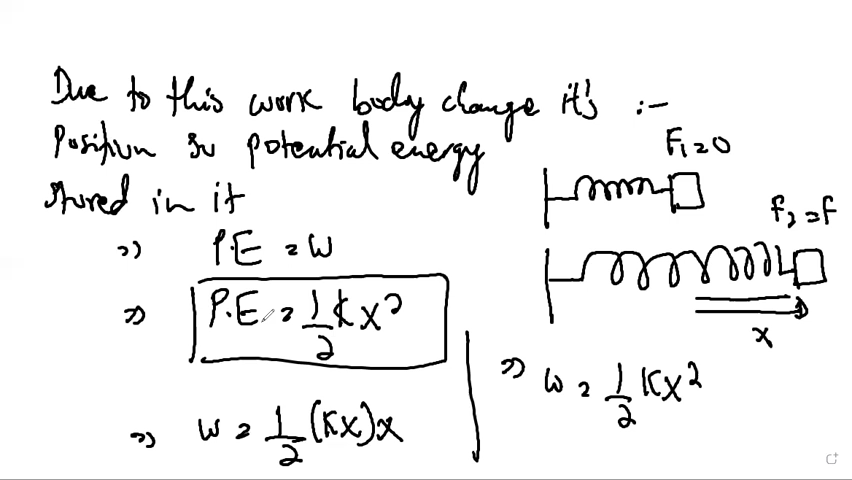 Due to this work body change it's :-
Position so potential energy
stored in it
F₁ = 0
F₂ = F
⇒ P.E = W
⇒ P.E = 1/2 Kx²
x
⇒ W = 1/2 (Kx)x
⇒ W = 1/2 Kx²